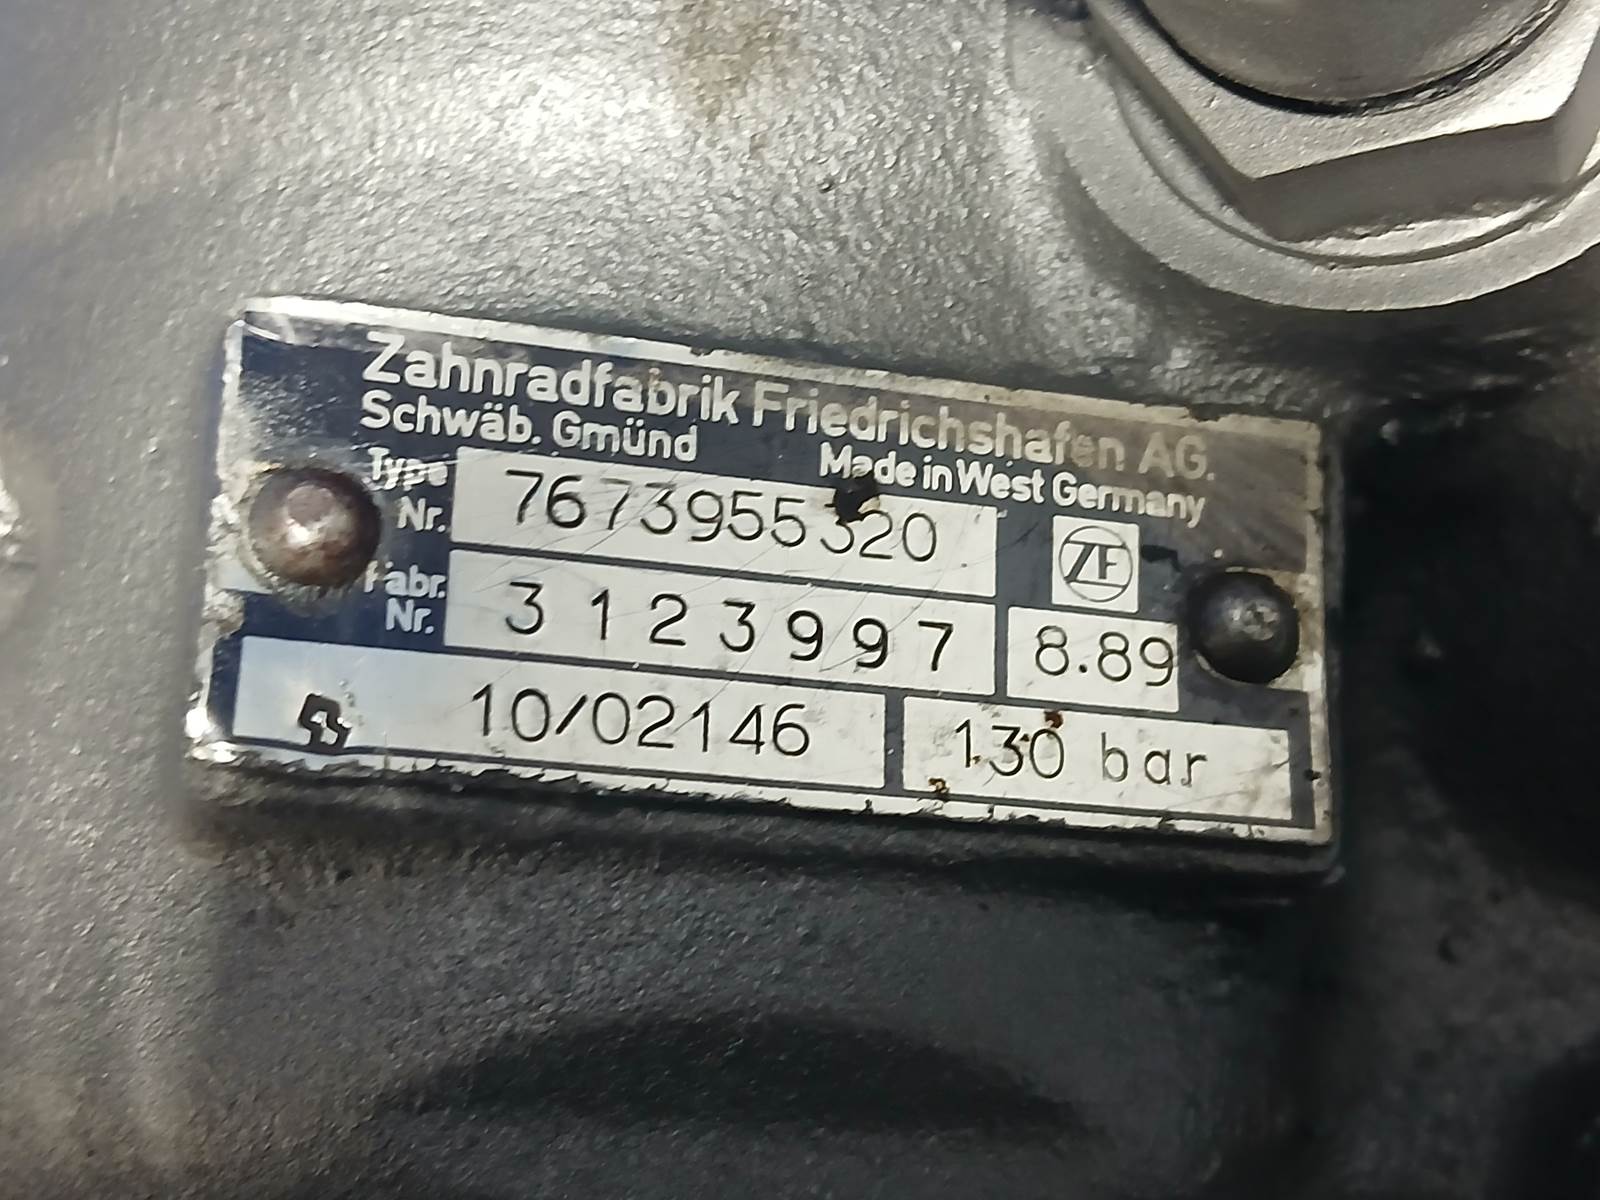 Zahnradfabrik Friedrichshafen AG.
Schwäb. Gmünd
Made in West Germany
Type Nr. 7673955320
ZF
Fabr. Nr. 3123997
8.89
10/02146
130 bar